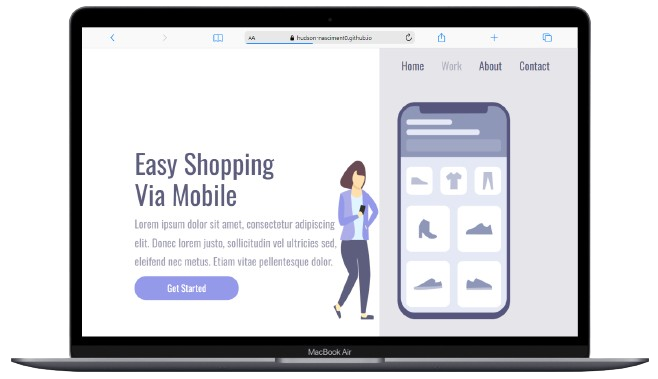 AA hudson-nasciment0.github.io
Home Work About Contact
Easy Shopping
Via Mobile
Lorem ipsum dolor sit amet, consectetur adipiscing
elit. Donec lorem justo, sollicitudin vel ultricies sed,
eleifend nec metus. Etiam vitae pellentesque dolor.
Get Started
MacBook Air